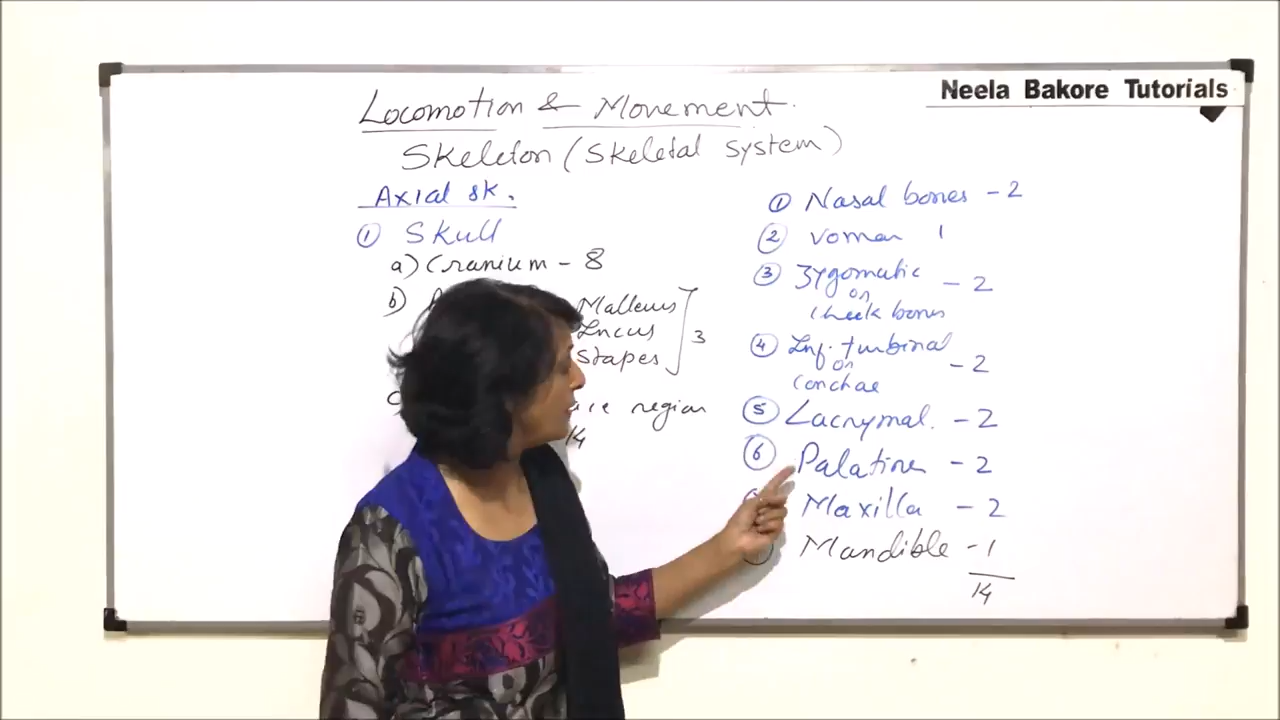 Neela Bakore Tutorials
Locomotion & Movement.
Skeleton (Skeletal system)
Axial sk.
① Skull
a) Cranium - 8
b)
Malleus
Incus
Stapes
3
region
14
① Nasal bones - 2
② Vomer 1
③ Zygomatic - 2
or
cheek bones
④ Inf. turbinal - 2
or
conchae
⑤ Lacrymal. - 2
⑥ Palatine - 2
Maxilla - 2
Mandible - 1
14